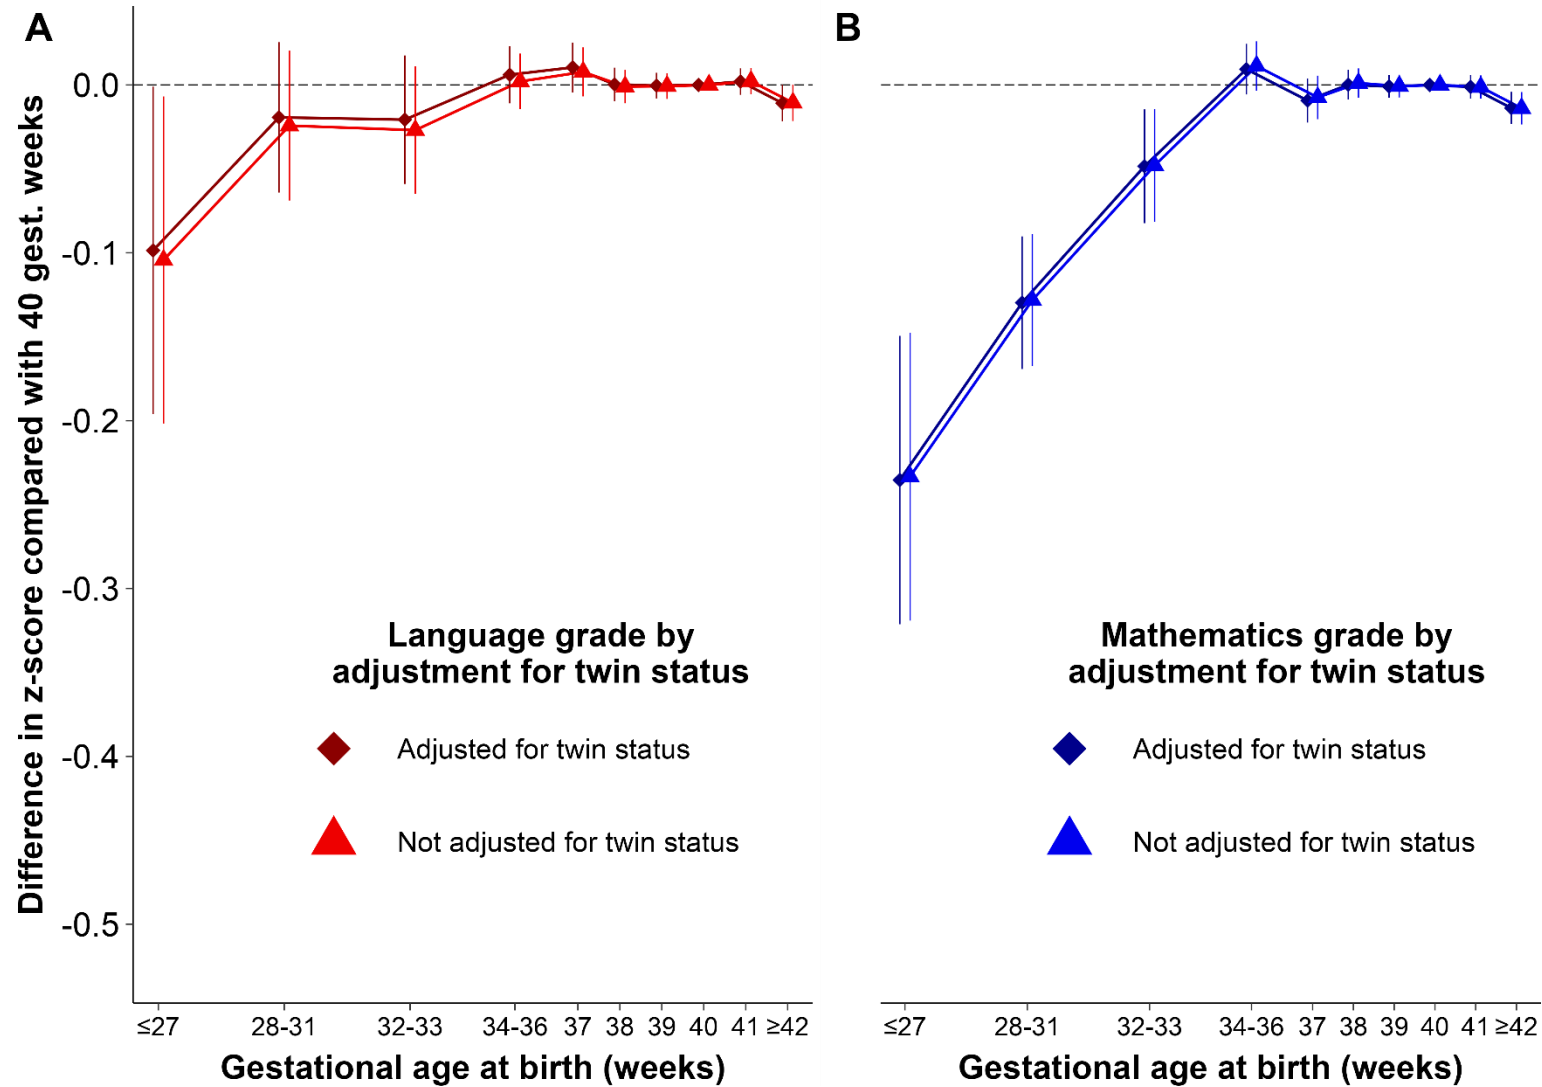 A
Difference in z-score compared with 40 gest. weeks
0.0
-0.1
-0.2
-0.3
-0.4
-0.5
Language grade by
adjustment for twin status
Adjusted for twin status
Not adjusted for twin status
≤27 28-31 32-33 34-36 37 38 39 40 41 ≥42
Gestational age at birth (weeks)
B
Mathematics grade by
adjustment for twin status
Adjusted for twin status
Not adjusted for twin status
≤27 28-31 32-33 34-36 37 38 39 40 41 ≥42
Gestational age at birth (weeks)